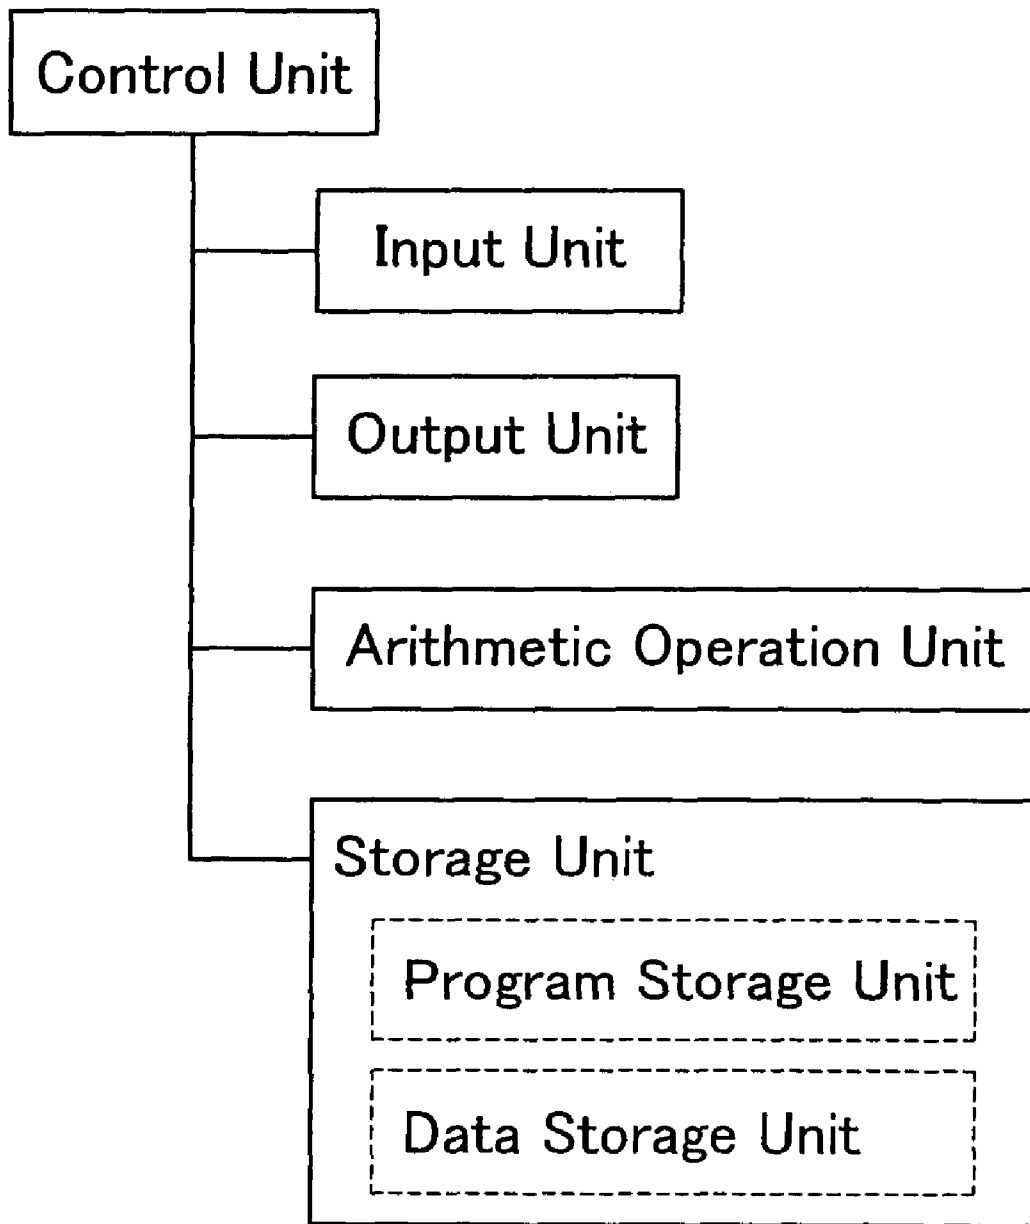 Control Unit
Input Unit
Output Unit
Arithmetic Operation Unit
Storage Unit
Program Storage Unit
Data Storage Unit